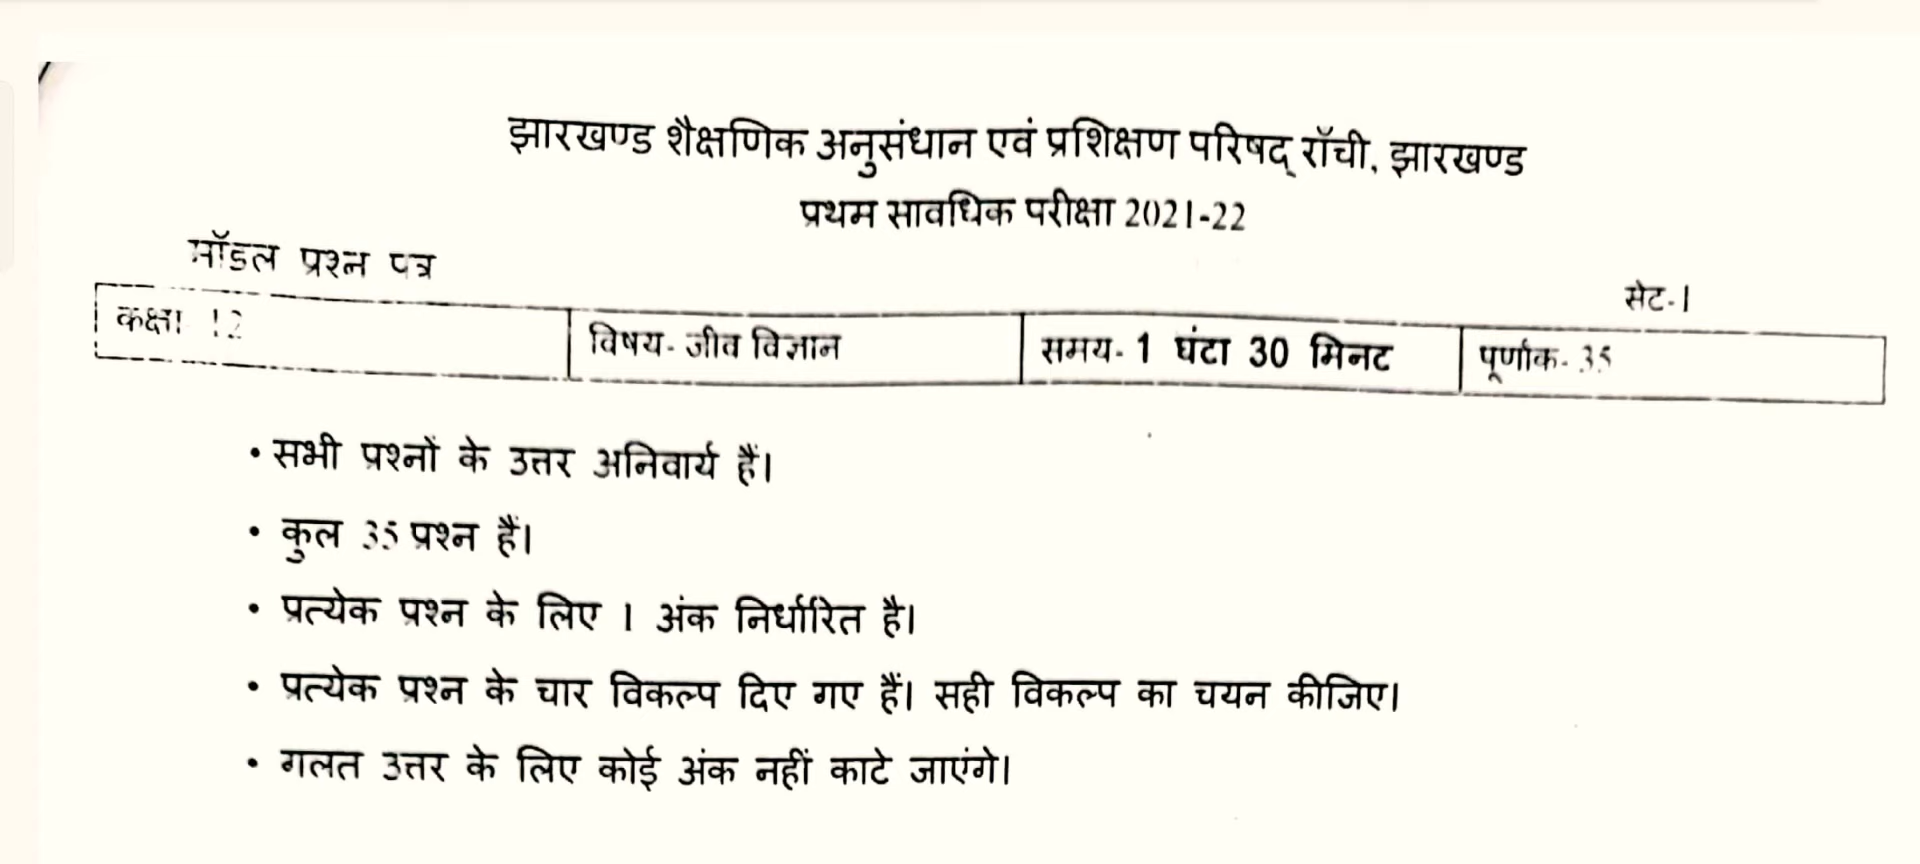 झारखण्ड शैक्षणिक अनुसंधान एवं प्रशिक्षण परिषद् रॉची, झारखण्ड
प्रथम सावधिक परीक्षा 2021-22
मॉडल प्रश्न पत्र
सेट-1
कक्षा 12 विषय- जीव विज्ञान समय- 1 घंटा 30 मिनट पूर्णांक- 35
• सभी प्रश्नों के उत्तर अनिवार्य हैं।
• कुल 35 प्रश्न हैं।
• प्रत्येक प्रश्न के लिए 1 अंक निर्धारित है।
• प्रत्येक प्रश्न के चार विकल्प दिए गए हैं। सही विकल्प का चयन कीजिए।
• गलत उत्तर के लिए कोई अंक नहीं काटे जाएंगे।